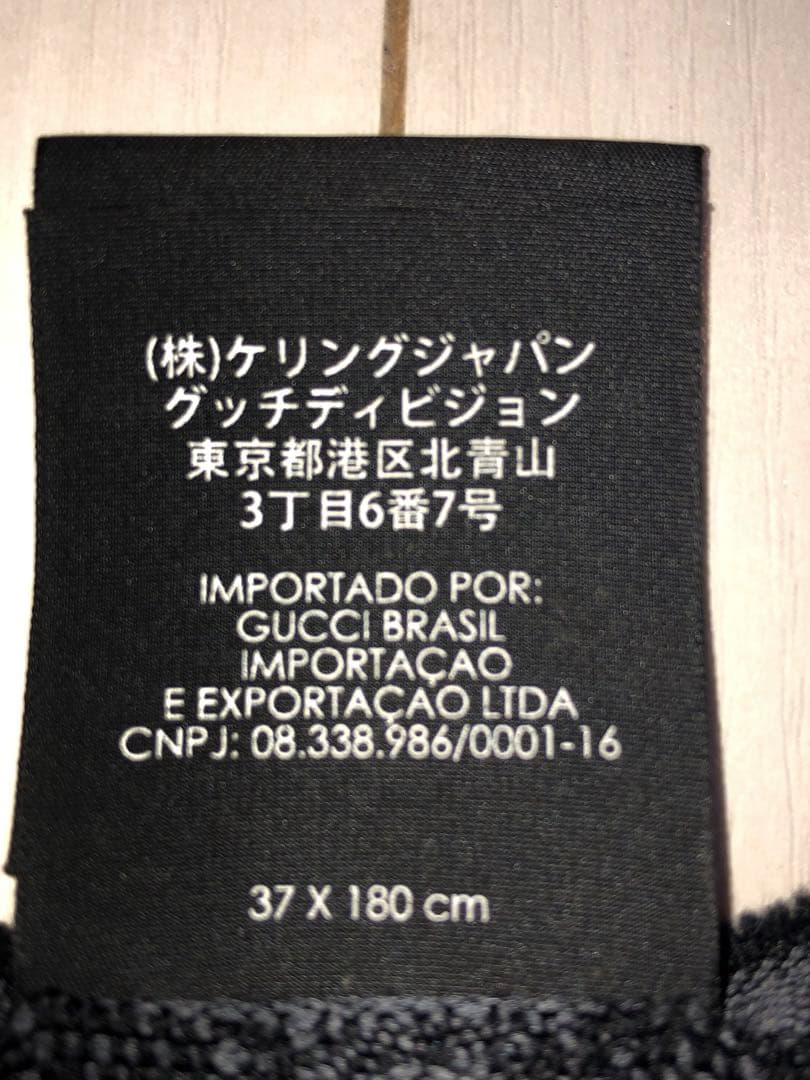 (株)ケリングジャパン
グッチディビジョン
東京都港区北青山
3丁目6番7号
IMPORTADO POR:
GUCCI BRASIL
IMPORTAÇAO
E EXPORTAÇAO LTDA
CNPJ: 08.338.986/0001-16
37 X 180 cm